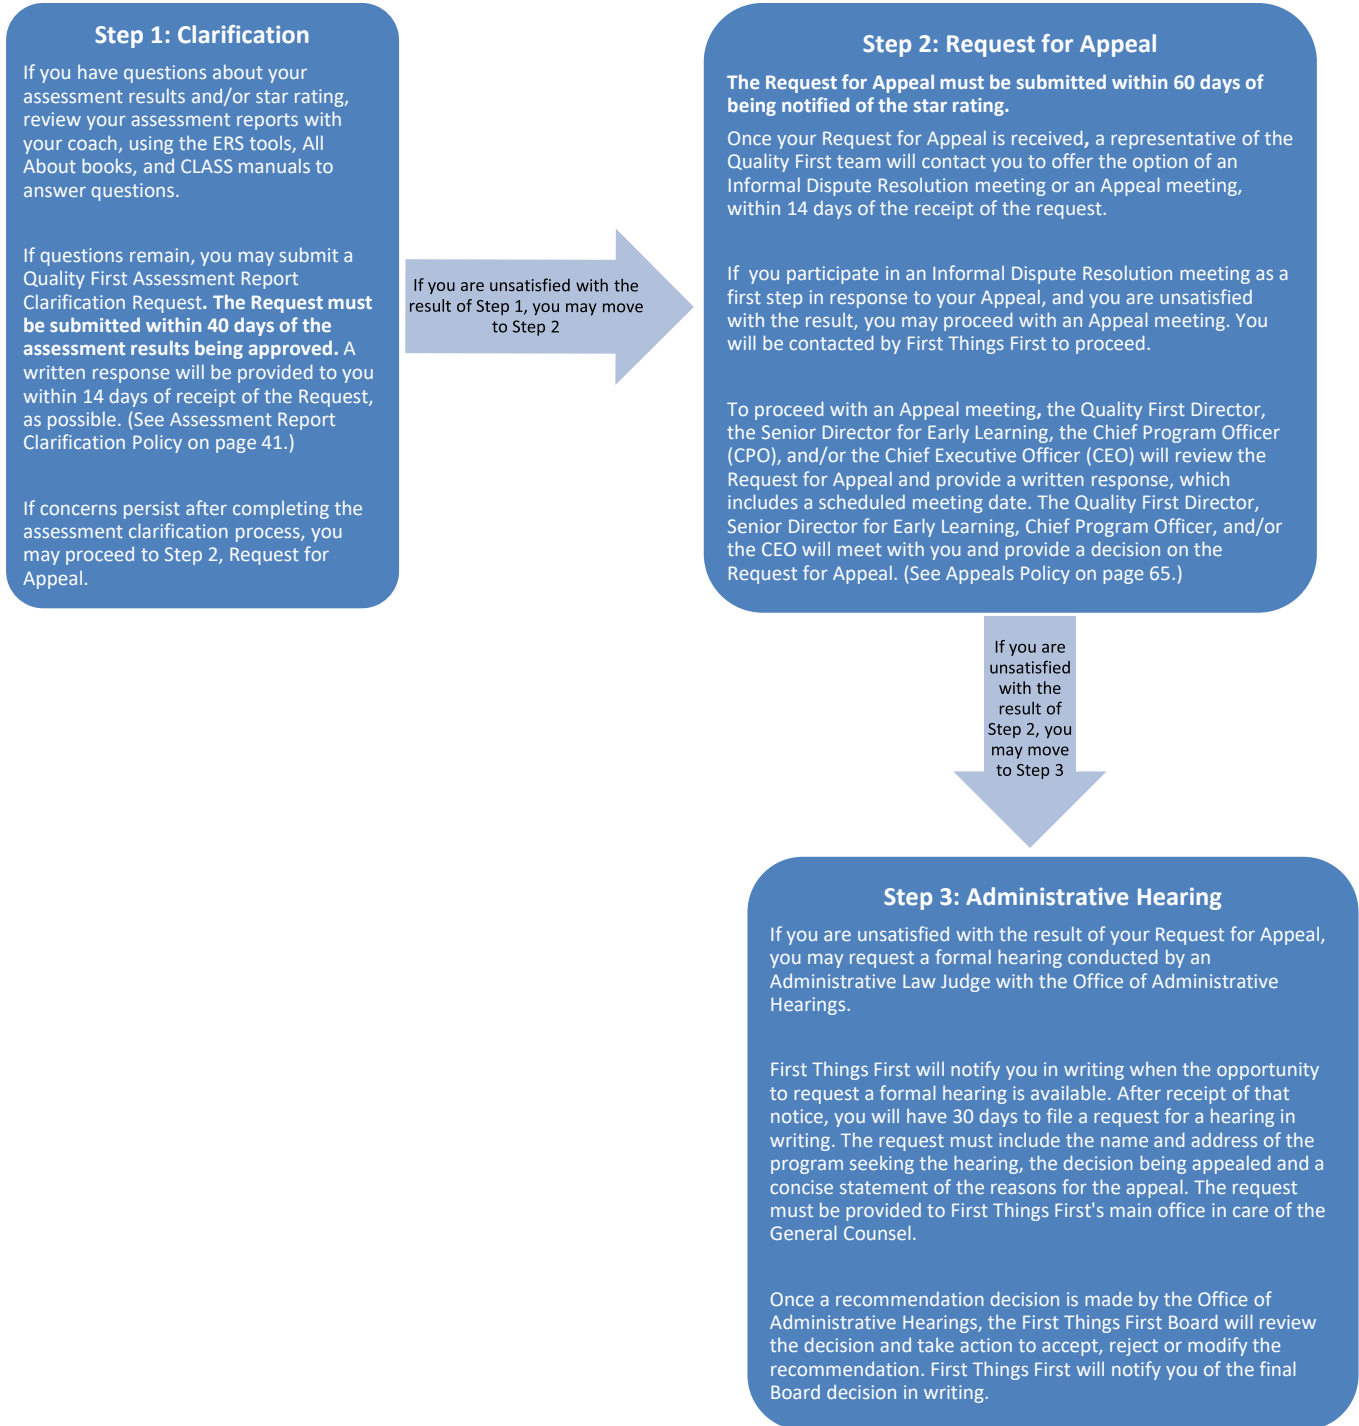 Step 1: Clarification
If you have questions about your
assessment results and/or star rating,
review your assessment reports with
your coach, using the ERS tools, All
About books, and CLASS manuals to
answer questions.
If questions remain, you may submit a
Quality First Assessment Report
Clarification Request. The Request must
be submitted within 40 days of the
assessment results being approved. A
written response will be provided to you
within 14 days of receipt of the Request,
as possible. (See Assessment Report
Clarification Policy on page 41.)
If concerns persist after completing the
assessment clarification process, you
may proceed to Step 2, Request for
Appeal.
If you are unsatisfied with the
result of Step 1, you may move
to Step 2
Step 2: Request for Appeal
The Request for Appeal must be submitted within 60 days of
being notified of the star rating.
Once your Request for Appeal is received, a representative of the
Quality First team will contact you to offer the option of an
Informal Dispute Resolution meeting or an Appeal meeting,
within 14 days of the receipt of the request.
If  you participate in an Informal Dispute Resolution meeting as a
first step in response to your Appeal, and you are unsatisfied
with the result, you may proceed with an Appeal meeting. You
will be contacted by First Things First to proceed.
To proceed with an Appeal meeting, the Quality First Director,
the Senior Director for Early Learning, the Chief Program Officer
(CPO), and/or the Chief Executive Officer (CEO) will review the
Request for Appeal and provide a written response, which
includes a scheduled meeting date. The Quality First Director,
Senior Director for Early Learning, Chief Program Officer, and/or
the CEO will meet with you and provide a decision on the
Request for Appeal. (See Appeals Policy on page 65.)
If you are
unsatisfied
with the
result of
Step 2, you
may move
to Step 3
Step 3: Administrative Hearing
If you are unsatisfied with the result of your Request for Appeal,
you may request a formal hearing conducted by an
Administrative Law Judge with the Office of Administrative
Hearings.
First Things First will notify you in writing when the opportunity
to request a formal hearing is available. After receipt of that
notice, you will have 30 days to file a request for a hearing in
writing. The request must include the name and address of the
program seeking the hearing, the decision being appealed and a
concise statement of the reasons for the appeal. The request
must be provided to First Things First's main office in care of the
General Counsel.
Once a recommendation decision is made by the Office of
Administrative Hearings, the First Things First Board will review
the decision and take action to accept, reject or modify the
recommendation. First Things First will notify you of the final
Board decision in writing.